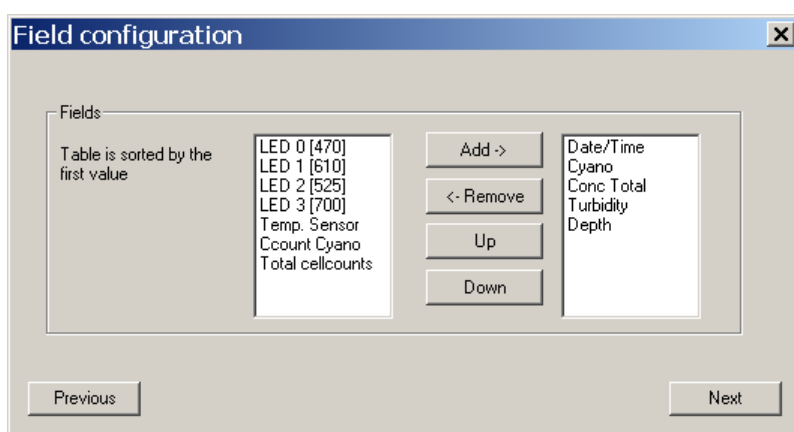 Field configuration
Fields
Table is sorted by the
first value
LED 0 [470]
LED 1 [610]
LED 2 [525]
LED 3 [700]
Temp. Sensor
Ccount Cyano
Total cellcounts
Add ->
<- Remove
Up
Down
Date/Time
Cyano
Conc Total
Turbidity
Depth
Previous
Next